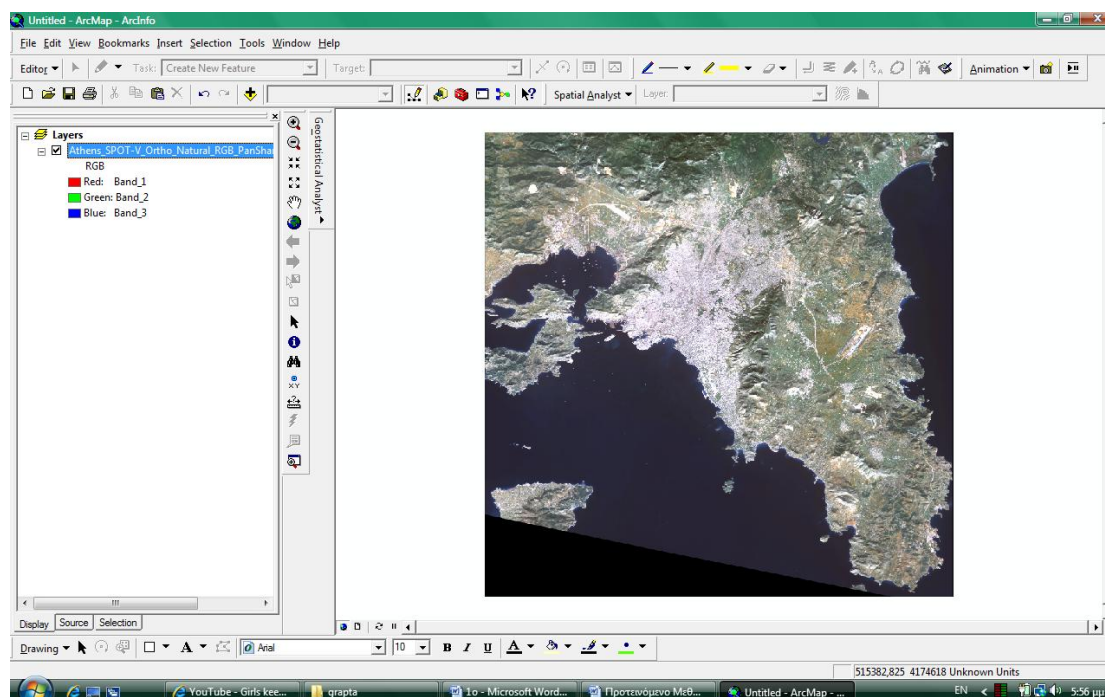 Untitled - ArcMap - ArcInfo
File Edit View Bookmarks Insert Selection Tools Window Help
Editor Task: Create New Feature Target: Animation
Spatial Analyst Layer:
Layers
Athens_SPOT-V_Ortho_Natural_RGB_PanSha
RGB
Red: Band_1
Green: Band_2
Blue: Band_3
Geostatistical Analyst
Display Source Selection
Drawing A Arial 10 B I U A
515382,825 4174618 Unknown Units
YouTube - Girls kee... grapta 1o - Microsoft Word... Προτεινόμενο Μεθ... Untitled - ArcMap - ... EN 5:56 μμ